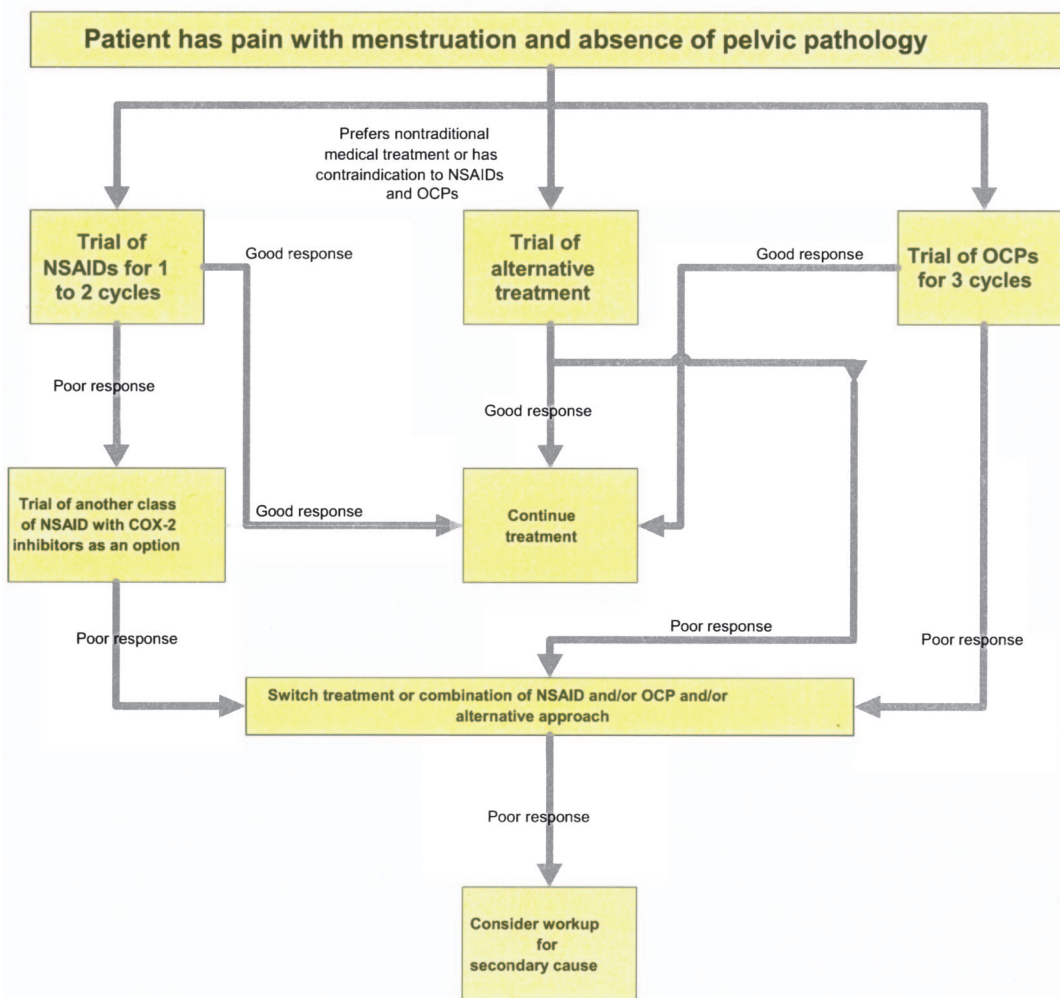 Patient has pain with menstruation and absence of pelvic pathology
Prefers nontraditional
medical treatment or has
contraindication to NSAIDs
and OCPs
Trial of
NSAIDs for 1
to 2 cycles
Good response
Trial of
alternative
treatment
Good response
Trial of OCPs
for 3 cycles
Poor response
Good response
Trial of another class
of NSAID with COX-2
inhibitors as an option
Good response
Continue
treatment
Poor response
Poor response
Poor response
Switch treatment or combination of NSAID and/or OCP and/or
alternative approach
Poor response
Consider workup
for
secondary cause